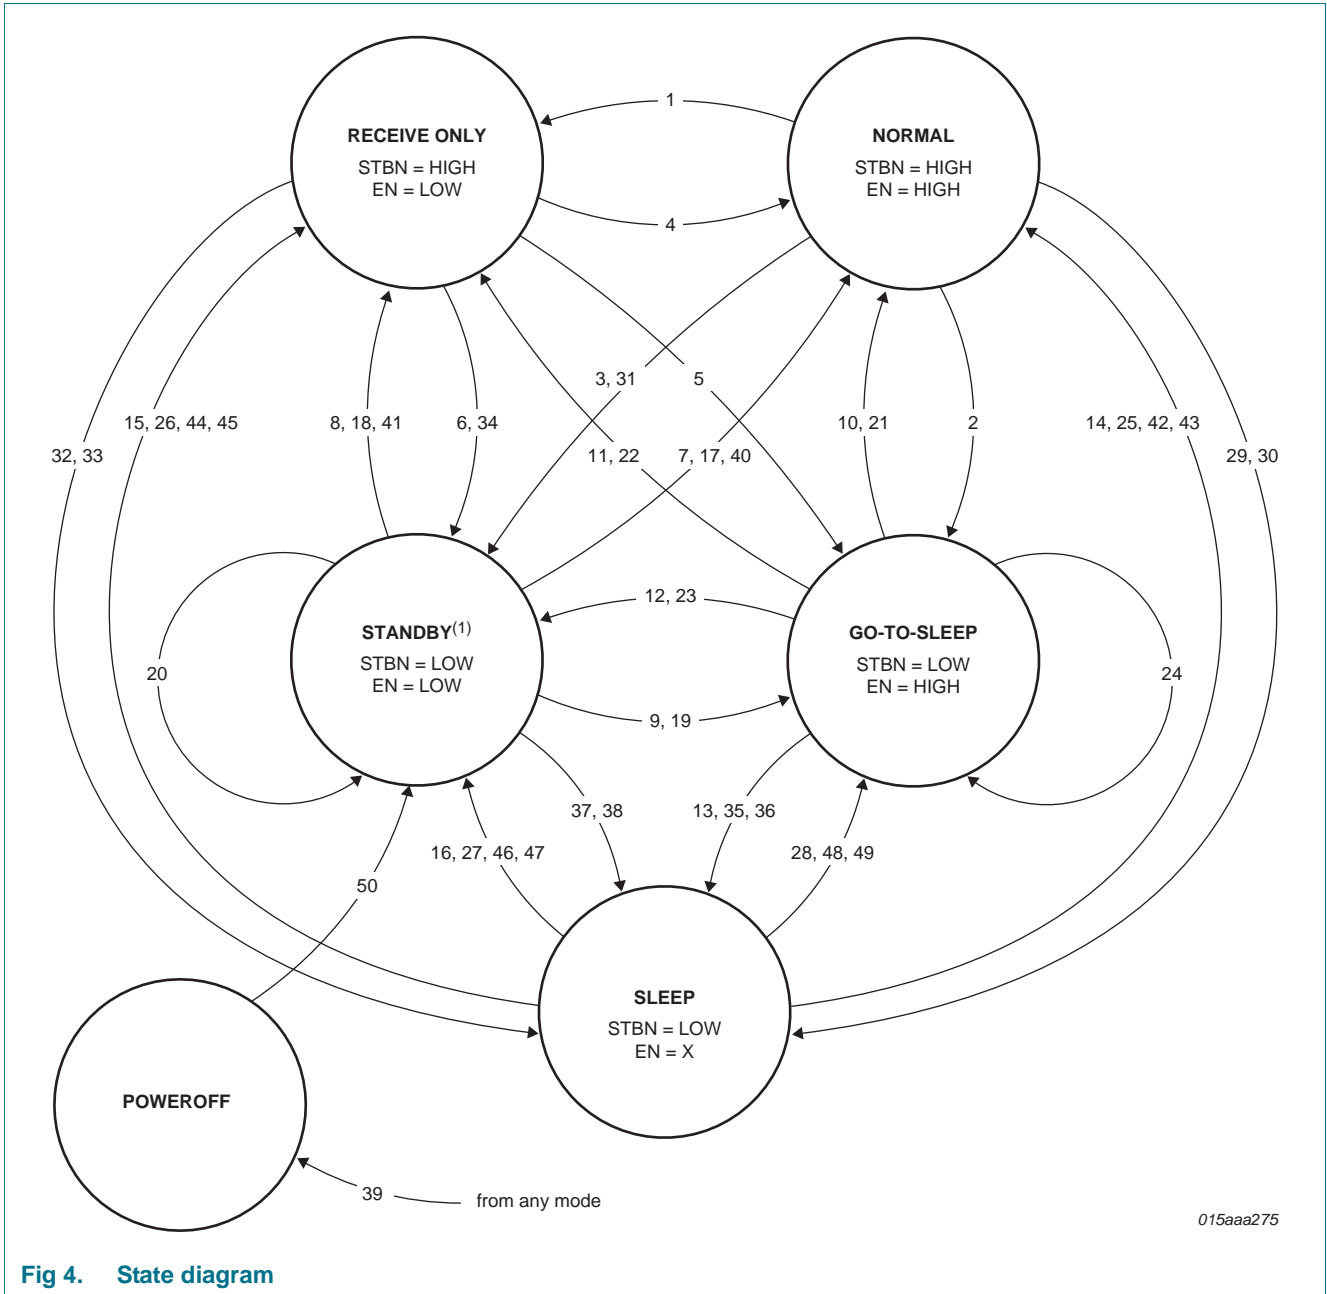 1
RECEIVE ONLY
STBN = HIGH
EN = LOW
NORMAL
STBN = HIGH
EN = HIGH
4
3, 31
5
15, 26, 44, 45
8, 18, 41
6, 34
10, 21
2
14, 25, 42, 43
32, 33
11, 22
7, 17, 40
29, 30
12, 23
STANDBY(1)
STBN = LOW
EN = LOW
GO-TO-SLEEP
STBN = LOW
EN = HIGH
20
24
9, 19
37, 38
13, 35, 36
16, 27, 46, 47
28, 48, 49
50
SLEEP
STBN = LOW
EN = X
POWEROFF
39
from any mode
015aaa275
Fig 4. State diagram